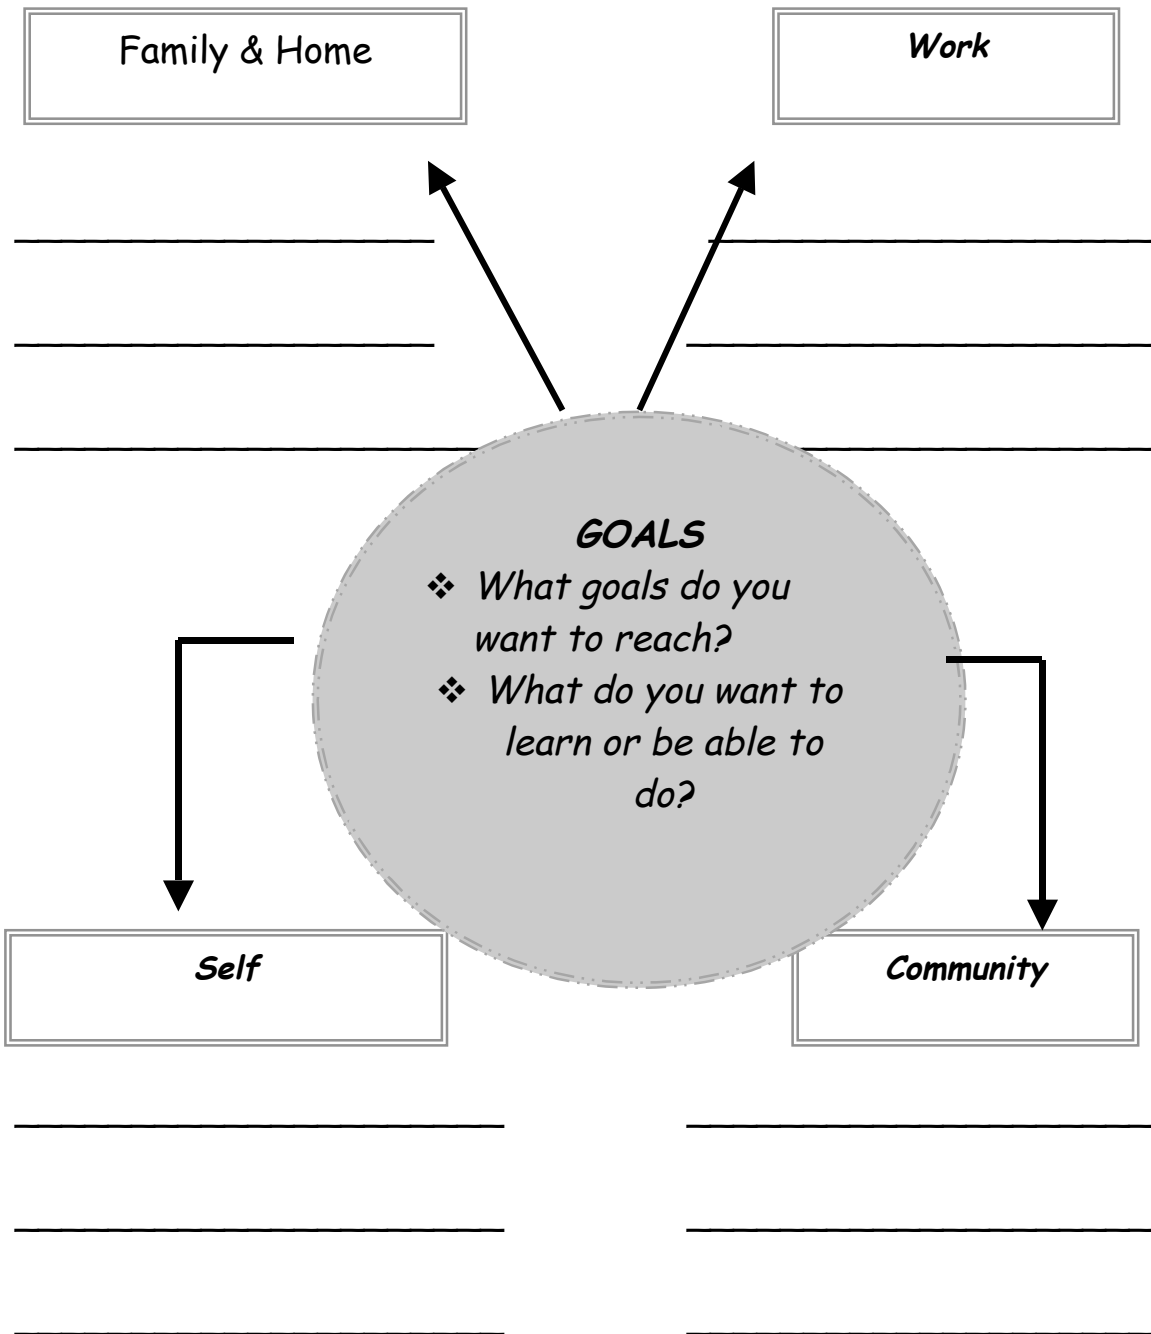 Family & Home
Work
GOALS
❖ What goals do you
want to reach?
❖ What do you want to
learn or be able to
do?
Self
Community